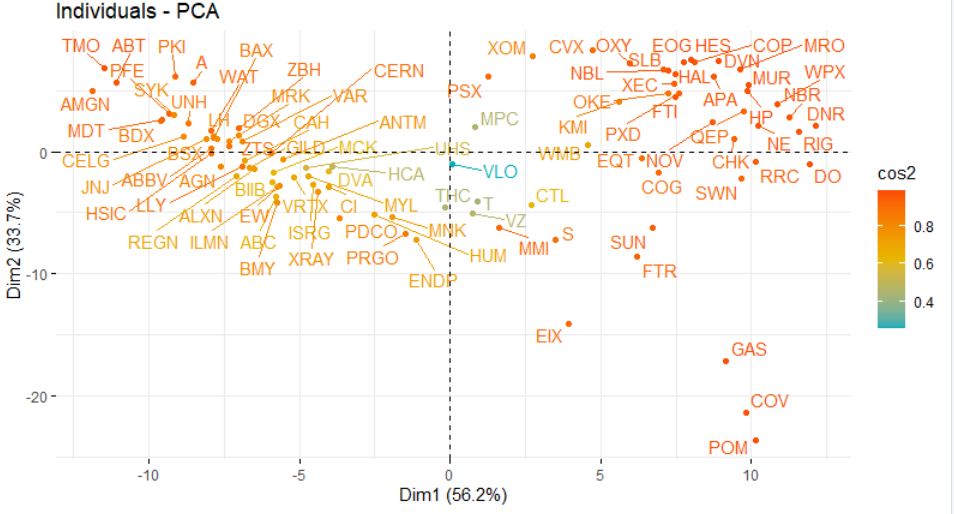 Individuals - PCA
TMO ABT PKI BAX XOM CVX OXY EOG HES COP MRO
PFE A ZBH CERN SLB DVN WPX
SYK WAT NBL HAL MUR
AMGN UNH MRK VAR PSX XEC APA NBR
MDT BDX LH DGX CAH ANTM MPC OKE FTI HP DNR
KMI PXD QEP NE RIG
CELG BSX ZTS GILD MCK UHS WMB EQT NOV CHK
JNJ ABBV AGN BIIB DVA HCA VLO COG RRC DO
HSIC LLY ALXN EW VRTX CI MYL THC T CTL SWN
REGN ILMN ABC ISRG PDCO MNK VZ MMI S SUN
BMY XRAY PRGO HUM FTR
ENDP
EIX
GAS
COV
POM
0
-10
-20
-10 -5 0 5 10
Dim1 (56.2%)
Dim2 (33.7%)
cos2
0.8
0.6
0.4